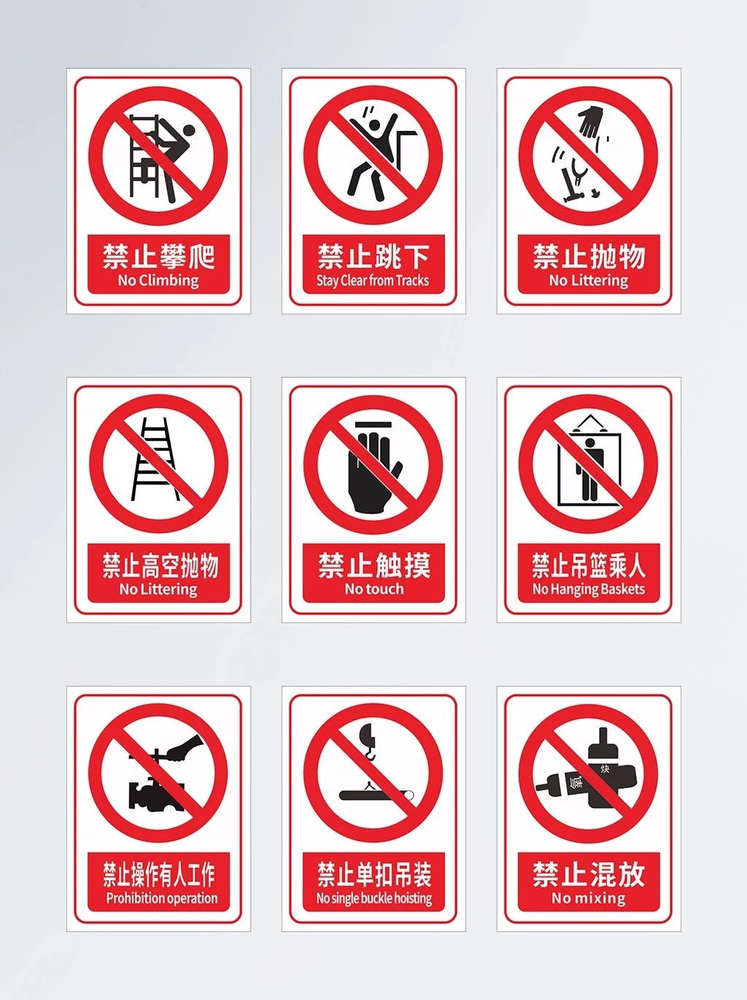 禁止攀爬
No Climbing
禁止跳下
Stay Clear from Tracks
禁止抛物
No Littering
禁止高空抛物
No Littering
禁止触摸
No touch
禁止吊篮乘人
No Hanging Baskets
禁止操作有人工作
Prohibition operation
禁止单扣吊装
No single buckle hoisting
炔
氧
禁止混放
No mixing